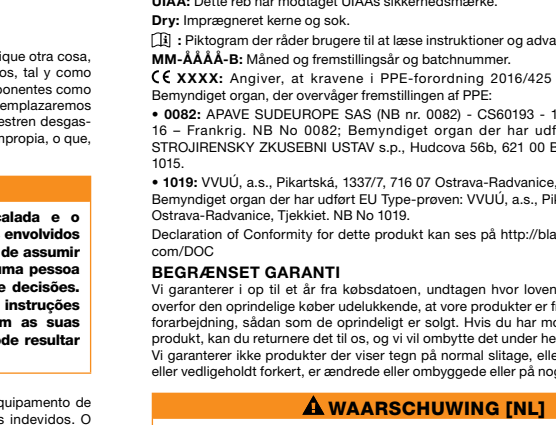 ique otra cosa,
os, tal y como
ponentes como
emplazaremos
estren desgas-
mpropia, o que,
calada e o
envolvidos
de assumir
uma pessoa
e decisões.
instruções
m as suas
de resultar
quipamento de
s indevidos. O
UIAA: Dette reb har modtaget UIAAs sikkerhedsmærke.
Dry: Imprægneret kerne og sok.
: Piktogram der råder brugere til at læse instruktioner og adva
MM-ÅÅÅÅ-B: Måned og fremstillingsår og batchnummer.
CE XXXX: Angiver, at kravene i PPE-forordning 2016/425
Bemyndiget organ, der overvåger fremstillingen af PPE:
• 0082: APAVE SUDEUROPE SAS (NB nr. 0082) - CS60193 - 1
16 – Frankrig. NB No 0082; Bemyndiget organ der har udf
STROJIRENSKY ZKUSEBNI USTAV s.p., Hudcova 56b, 621 00 B
1015.
• 1019: VVUÚ, a.s., Pikartská, 1337/7, 716 07 Ostrava-Radvanice,
Bemyndiget organ der har udført EU Type-prøven: VVUÚ, a.s., Pi
Ostrava-Radvanice, Tjekkiet. NB No 1019.
Declaration of Conformity for dette produkt kan ses på http://bla
com/DOC
BEGRÆNSET GARANTI
Vi garanterer i op til et år fra købsdatoen, undtagen hvor loven
overfor den oprindelige køber udelukkende, at vore produkter er f
forarbejdning, sådan som de oprindeligt er solgt. Hvis du har mo
produkt, kan du returnere det til os, og vi vil ombytte det under he
Vi garanterer ikke produkter der viser tegn på normal slitage, elle
eller vedligeholdt forkert, er ændrede eller ombyggede eller på nog
WAARSCHUWING [NL]